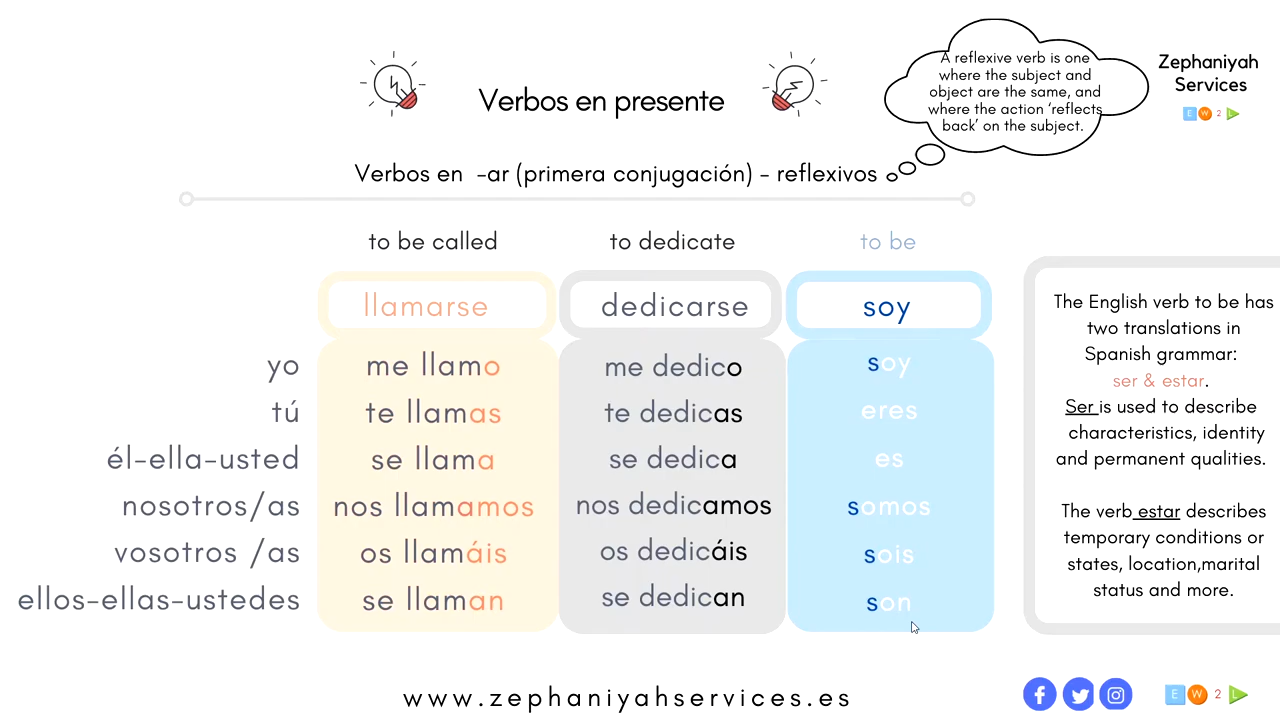 A reflexive verb is one
where the subject and
object are the same, and
where the action ‘reflects
back’ on the subject.
Zephaniyah
Services
E W 2 L
Verbos en presente
Verbos en -ar (primera conjugación) - reflexivos
to be called to dedicate to be
llamarse dedicarse soy
yo me llamo me dedico soy
tú te llamas te dedicas eres
él-ella-usted se llama se dedica es
nosotros/as nos llamamos nos dedicamos somos
vosotros /as os llamáis os dedicáis sois
ellos-ellas-ustedes se llaman se dedican son
The English verb to be has
two translations in
Spanish grammar:
ser & estar.
Ser is used to describe
characteristics, identity
and permanent qualities.
The verb estar describes
temporary conditions or
states, location,marital
status and more.
www.zephaniyahservices.es
E W 2 L